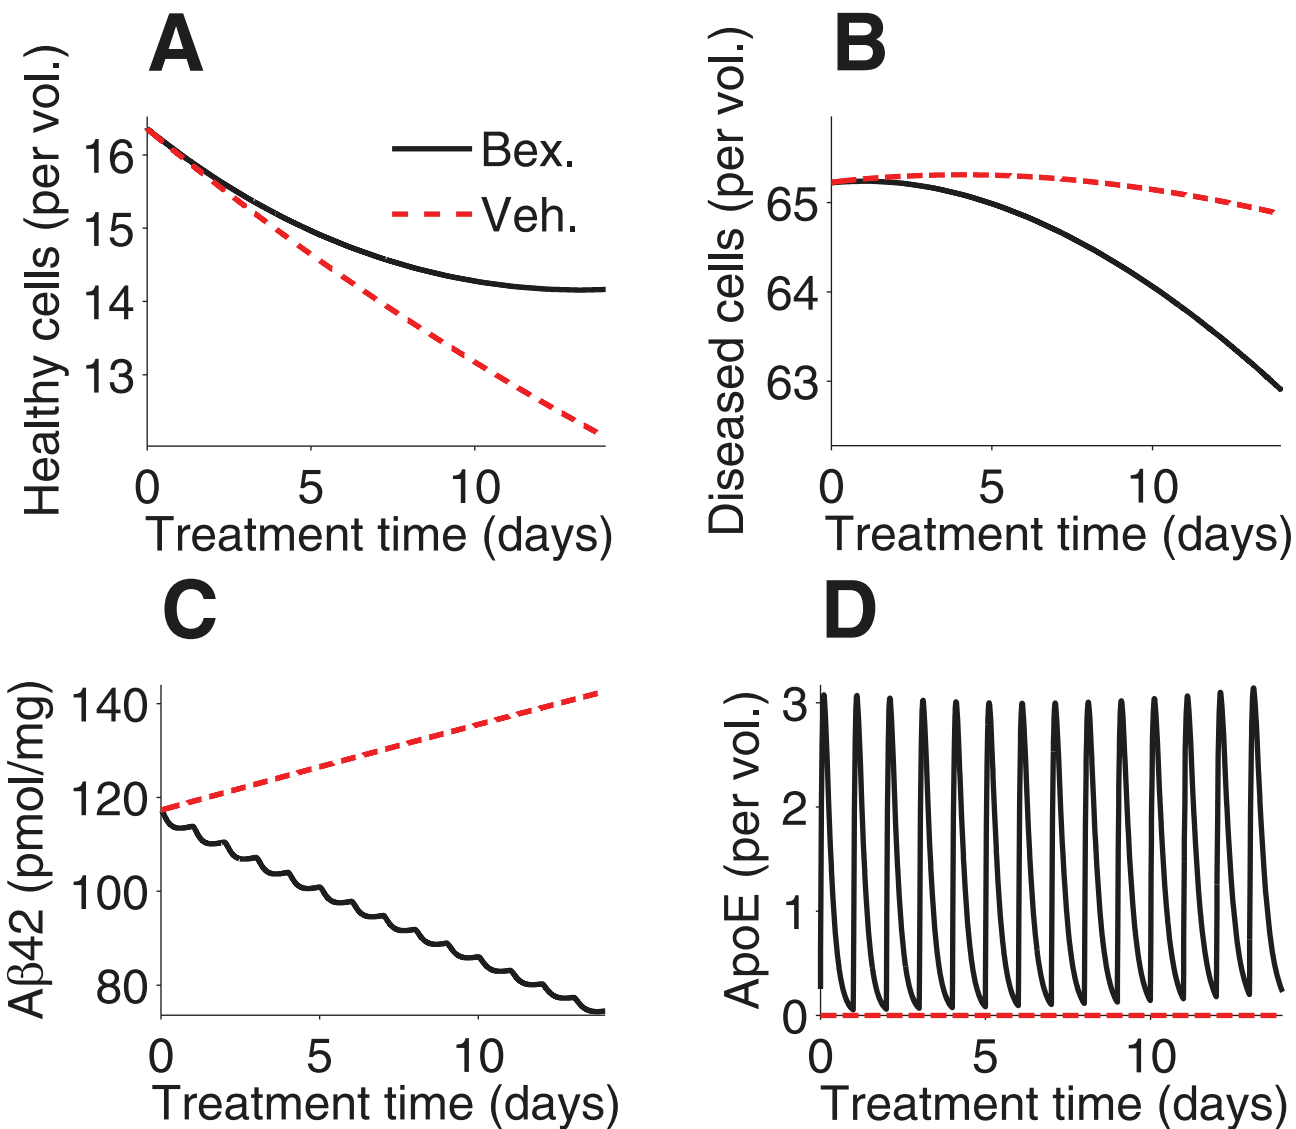 A
Healthy cells (per vol.)
16
15
14
13
Bex.
Veh.
0 5 10
Treatment time (days)
B
Diseased cells (per vol.)
65
64
63
0 5 10
Treatment time (days)
C
Aβ42 (pmol/mg)
140
120
100
80
0 5 10
Treatment time (days)
D
ApoE (per vol.)
3
2
1
0
0 5 10
Treatment time (days)